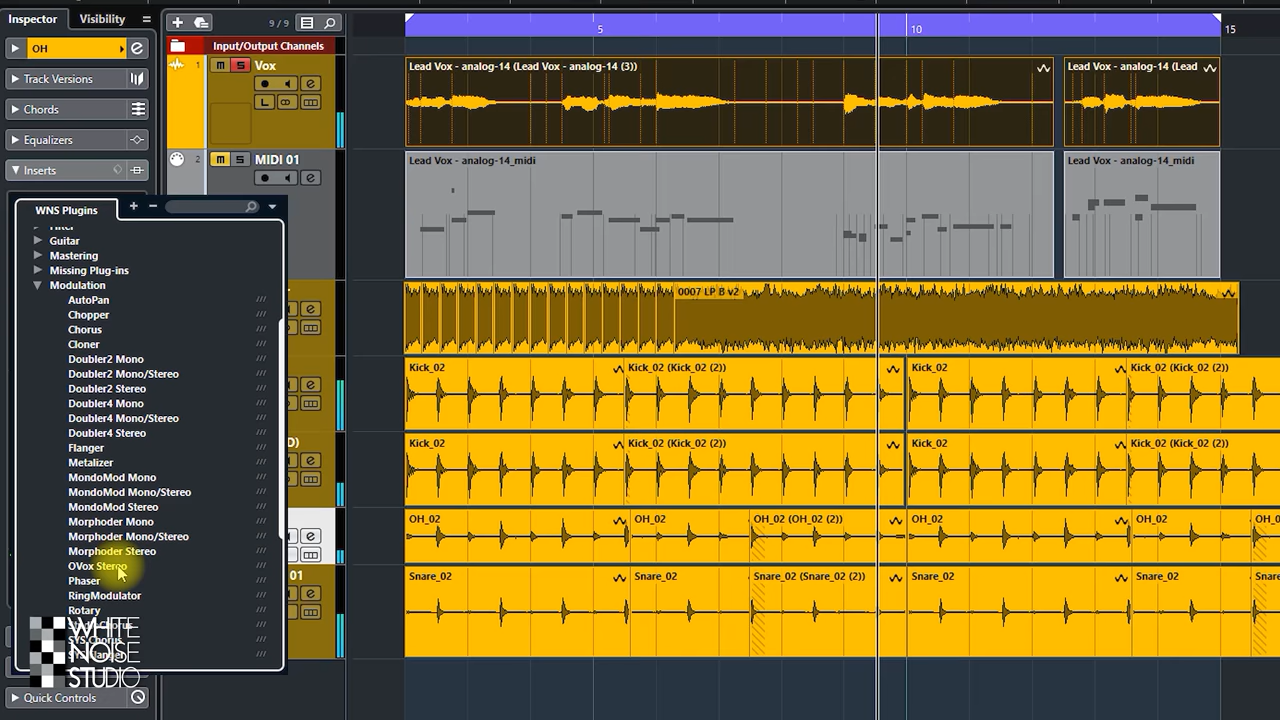 Inspector
Visibility
9 / 9
OH
Input/Output Channels
Track Versions
Chords
Equalizers
Inserts
1
m S
Vox
L
2
m S
MIDI 01
WNS Plugins
Filter
Guitar
Mastering
Missing Plug-ins
Modulation
AutoPan
Chopper
Chorus
Cloner
Doubler2 Mono
Doubler2 Mono/Stereo
Doubler2 Stereo
Doubler4 Mono
Doubler4 Mono/Stereo
Doubler4 Stereo
Flanger
Metalizer
MondoMod Mono
MondoMod Mono/Stereo
MondoMod Stereo
Morphoder Mono
Morphoder Mono/Stereo
Morphoder Stereo
OVox Stereo
Phaser
RingModulator
Rotary
WHITE
NOISE
STUDIO
Quick Controls
5
10
15
Lead Vox - analog-14 (Lead Vox - analog-14 (3))
Lead Vox - analog-14 (Lead
Lead Vox - analog-14_midi
Lead Vox - analog-14_midi
0007 LP B v2
Kick_02
Kick_02 (Kick_02 (2))
Kick_02
Kick_02 (Kick_02 (2))
Kick_02
Kick_02 (Kick_02 (2))
Kick_02
Kick_02 (Kick_02 (2))
OH_02
OH_02
OH_02 (OH_02 (2))
OH_02
OH_02
OH_0
01
Snare_02
Snare_02
Snare_02 (Snare_02 (2))
Snare_02
Snare_02
Snare